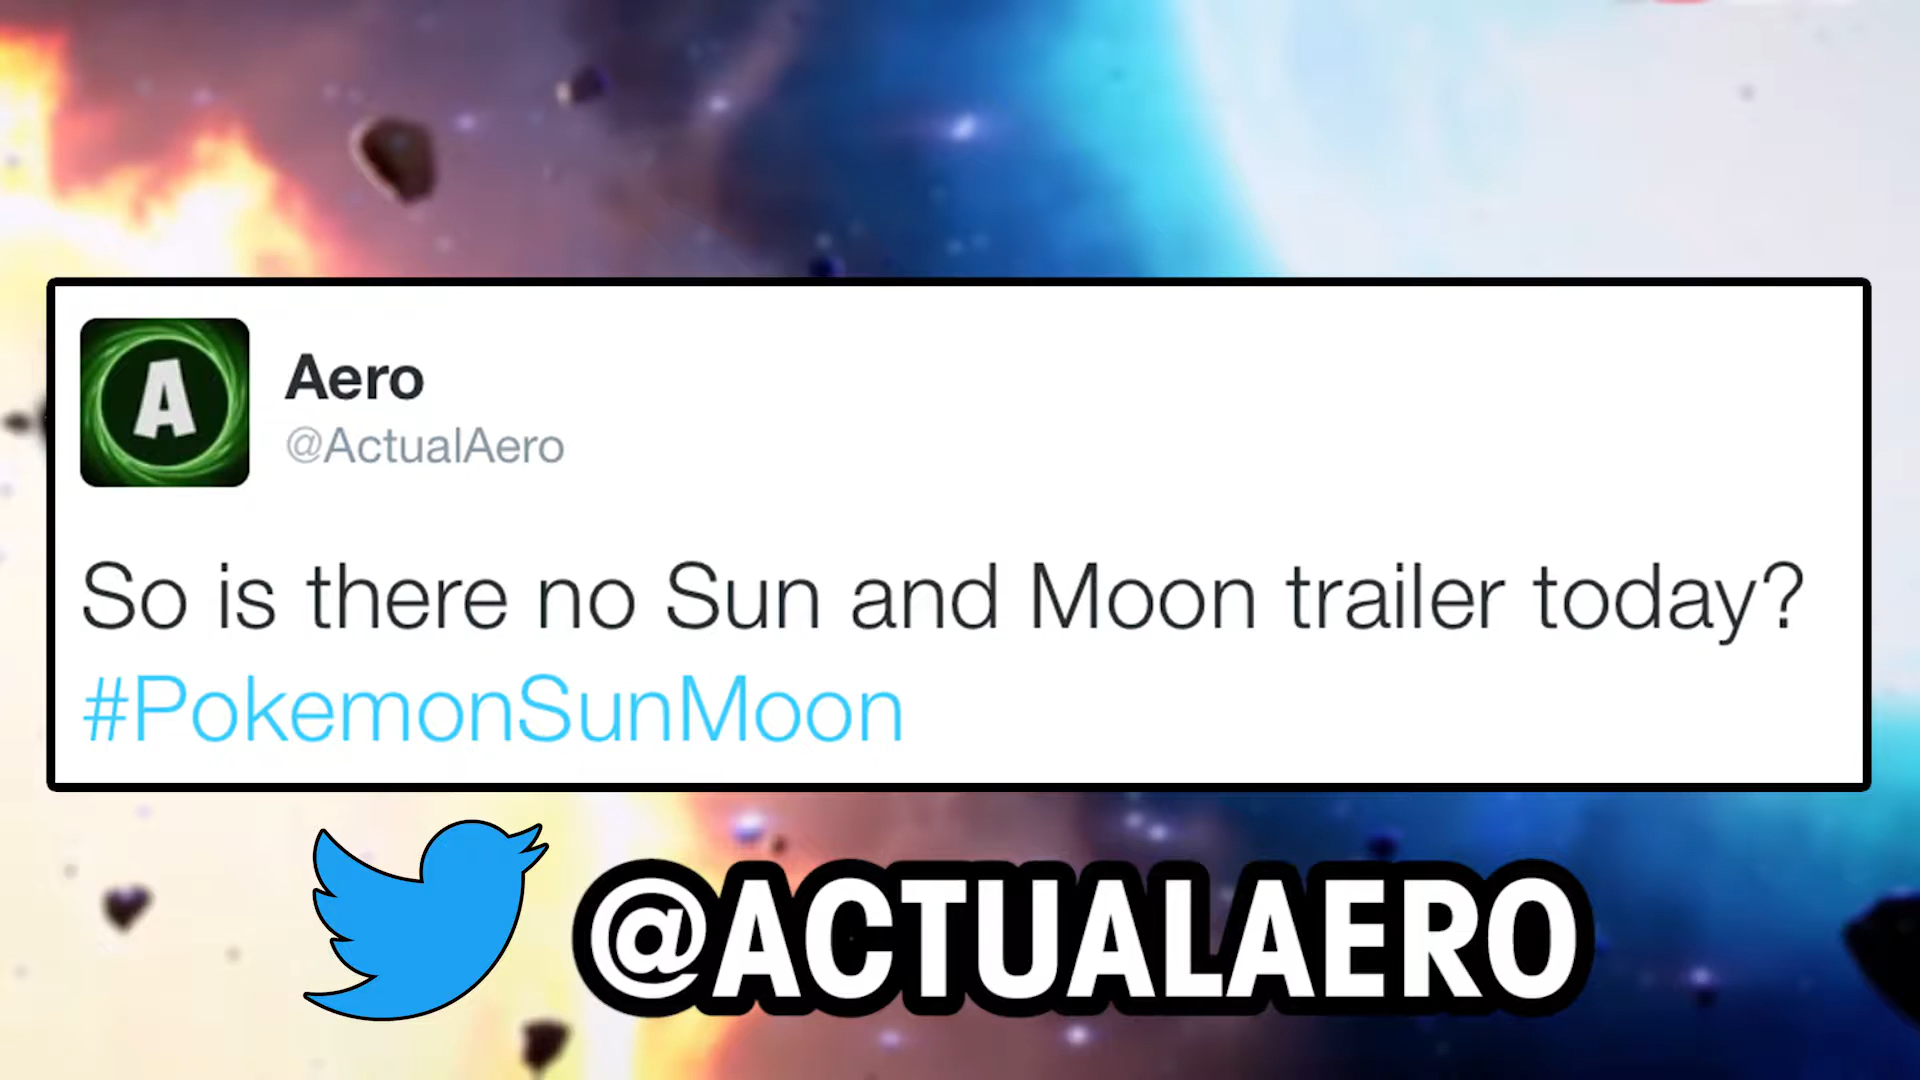 A
Aero
@ActualAero
So is there no Sun and Moon trailer today?
#PokemonSunMoon
@ACTUALAERO